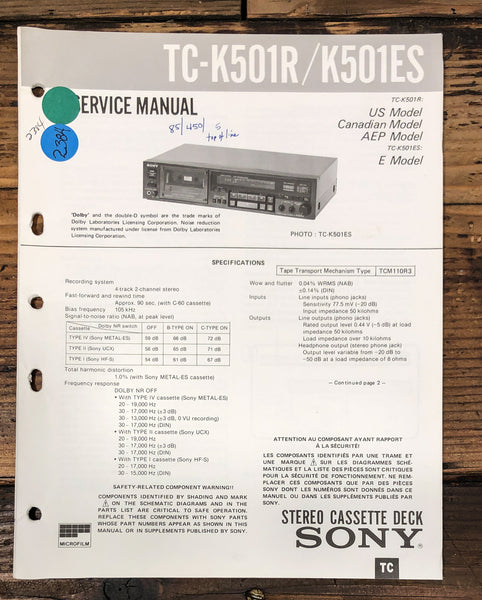 TC-K501R/K501ES
SERVICE MANUAL
2384
2384
85/450/
top of line
TC-K501R:
US Model
Canadian Model
AEP Model
TC-K501ES:
E Model
SONY
'Dolby' and the double-D symbol are the trade marks of
Dolby Laboratories Licensing Corporation. Noise reduction
system manufactured under license from Dolby Laboratories
Licensing Corporation.
PHOTO : TC-K501ES
SPECIFICATIONS
Recording system
4-track 2-channel stereo
Fast-forward and rewind time
Approx. 90 sec. (with C-60 cassette)
Bias frequency 105 kHz
Signal-to-noise ratio (NAB, at peak level)
Cassette Dolby NR switch OFF B-TYPE ON C-TYPE ON
TYPE IV (Sony METAL-ES) 59 dB 66 dB 72 dB
TYPE II (Sony UCX) 58 dB 65 dB 71 dB
TYPE I (Sony HF-S) 54 dB 61 dB 67 dB
Total harmonic distortion
1.0% (with Sony METAL-ES cassette)
Frequency response
DOLBY NR OFF
• With TYPE IV cassette (Sony METAL-ES)
20 - 19,000 Hz
30 - 17,000 Hz (±3 dB)
30 - 13,000 Hz (±3 dB, 0 VU recording)
30 - 17,000 Hz (DIN)
• With TYPE II cassette (Sony UCX)
20 - 19,000 Hz
30 - 17,000 Hz (±3 dB)
30 - 17,000 Hz (DIN)
• With TYPE I cassette (Sony HF-S)
20 - 17,000 Hz
30 - 15,000 Hz (DIN)
Tape Transport Mechanism Type TCM110R3
Wow and flutter 0.04% WRMS (NAB)
±0.14% (DIN)
Inputs Line inputs (phono jacks)
Sensitivity 77.5 mV (-20 dB)
Input impedance 50 kilohms
Outputs Line outputs (phono jacks)
Rated output level 0.44 V (-5 dB) at load
impedance 50 kilohms
Load impedance over 10 kilohms
Headphone output (stereo phone jack)
Output level variable from -20 dB to
-50 dB at a load impedance of 8 ohms
– Continued page 2 –
SAFETY-RELATED COMPONENT WARNING!!
COMPONENTS IDENTIFIED BY SHADING AND MARK
⚠ ON THE SCHEMATIC DIAGRAMS AND IN THE
PARTS LIST ARE CRITICAL TO SAFE OPERATION.
REPLACE THESE COMPONENTS WITH SONY PARTS
WHOSE PART NUMBERS APPEAR AS SHOWN IN THIS
MANUAL OR IN SUPPLEMENTS PUBLISHED BY SONY.
ATTENTION AU COMPOSANT AYANT RAPPORT
À LA SÉCURITÉ!
LES COMPOSANTS IDENTIFIÉS PAR UNE TRAME ET
UNE MARQUE ⚠ SUR LES DIAGRAMMES SCHÉ-
MATIQUES ET LA LISTE DES PIÈCES SONT CRITIQUES
POUR LA SÉCURITÉ DE FONCTIONNEMENT. NE REM-
PLACER CES COMPOSANTS QUE PAR DES PIÈCES
SONY DONT LES NUMÉROS SONT DONNÉS DANS CE
MANUEL OU DANS LES SUPPLÉMENTS PUBLIÉS PAR
SONY.
MICROFILM
STEREO CASSETTE DECK
SONY®
TC